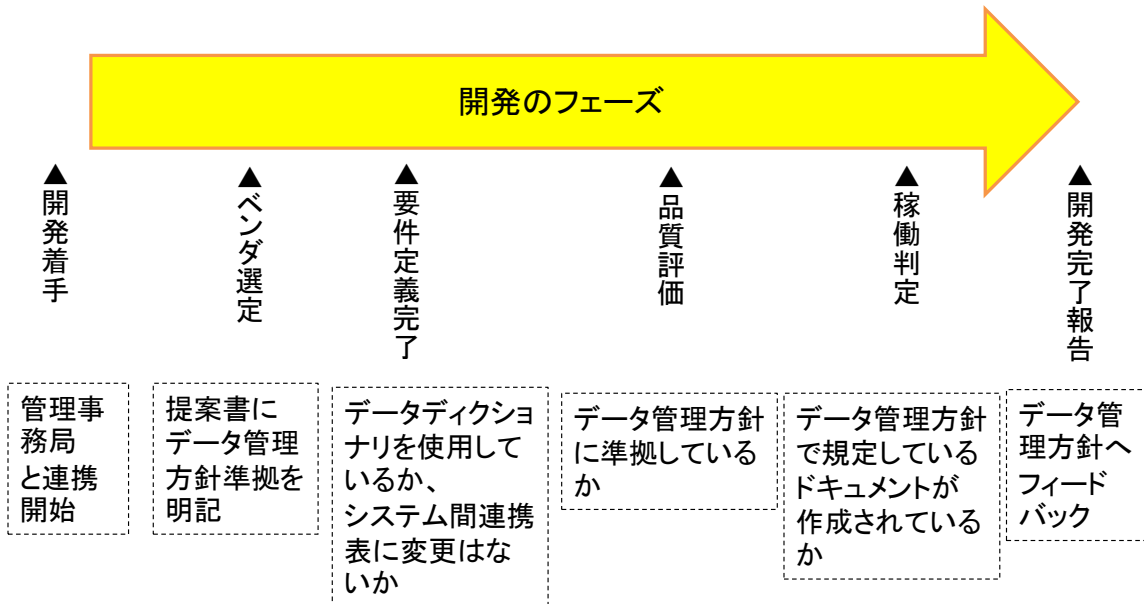 開発のフェーズ
▲開発着手
▲ベンダ選定
▲要件定義完了
▲品質評価
▲稼働判定
▲開発完了報告
管理事
務局
と連携
開始
提案書に
データ管理
方針準拠を
明記
データディクショ
ナリを使用して
いるか、
システム間連携
表に変更はな
いか
データ管理方針
に準拠している
か
データ管理方針
で規定している
ドキュメントが
作成されている
か
データ管
理方針へ
フィード
バック